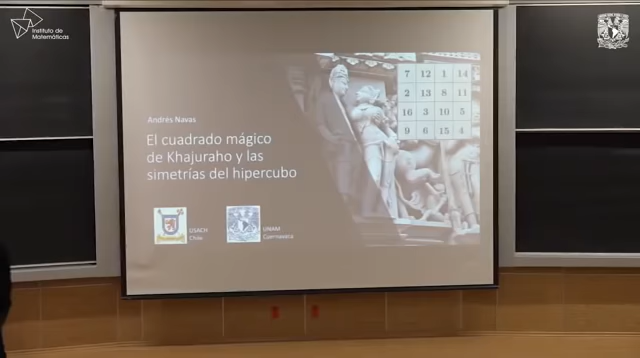 Instituto de
Matemáticas
Andrés Navas
El cuadrado mágico
de Khajuraho y las
simetrías del hipercubo
USACH
Chile
UNAM
Cuernavaca
7 12 1 14
2 13 8 11
16 3 10 5
9 6 15 4